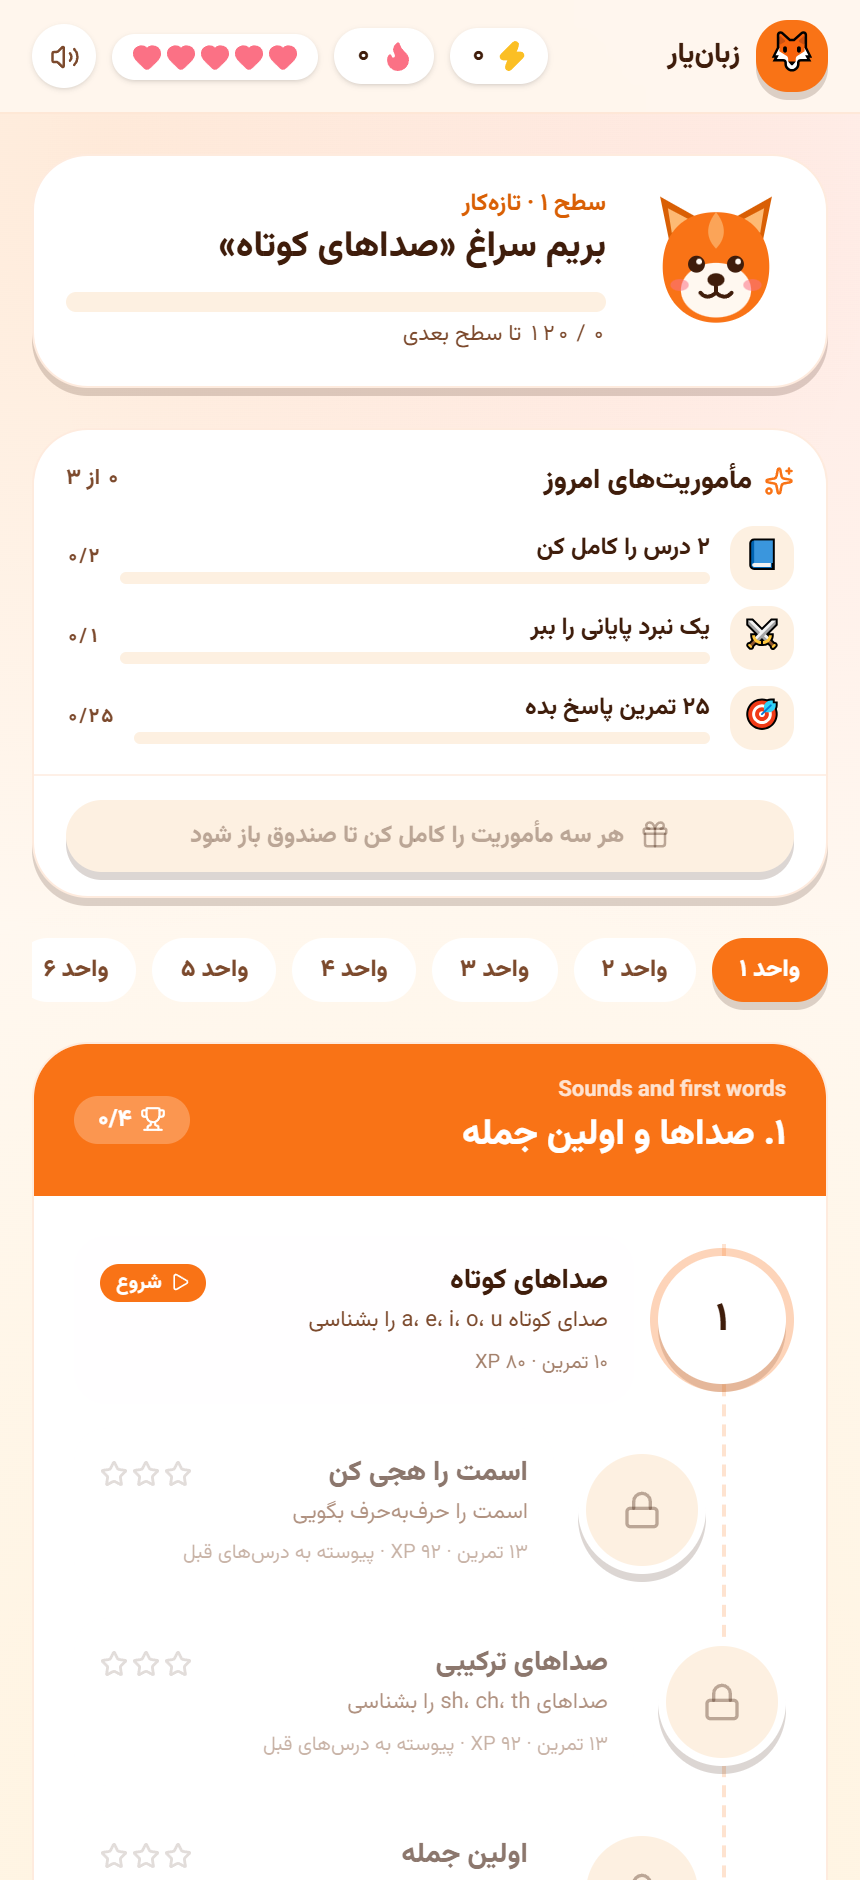 زبان‌یار
۰
۰
سطح ۱ · تازه‌کار
بریم سراغ «صداهای کوتاه»
۰ / ۱۲۰ تا سطح بعدی
مأموریت‌های امروز
۰ از ۳
۲ درس را کامل کن
۰/۲
یک نبرد پایانی را ببر
۰/۱
۲۵ تمرین پاسخ بده
۰/۲۵
هر سه مأموریت را کامل کن تا صندوق باز شود
واحد ۱
واحد ۲
واحد ۳
واحد ۴
واحد ۵
واحد ۶
Sounds and first words
۱. صداها و اولین جمله
۰/۴
۱
صداهای کوتاه
شروع
صدای کوتاه a، e، i، o، u را بشناسی
۱۰ تمرین · ۸۰ XP
اسمت را هجی کن
اسمت را حرف‌به‌حرف بگویی
۱۳ تمرین · ۹۲ XP · پیوسته به درس‌های قبل
صداهای ترکیبی
صداهای sh، ch، th را بشناسی
۱۳ تمرین · ۹۲ XP · پیوسته به درس‌های قبل
اولین جمله